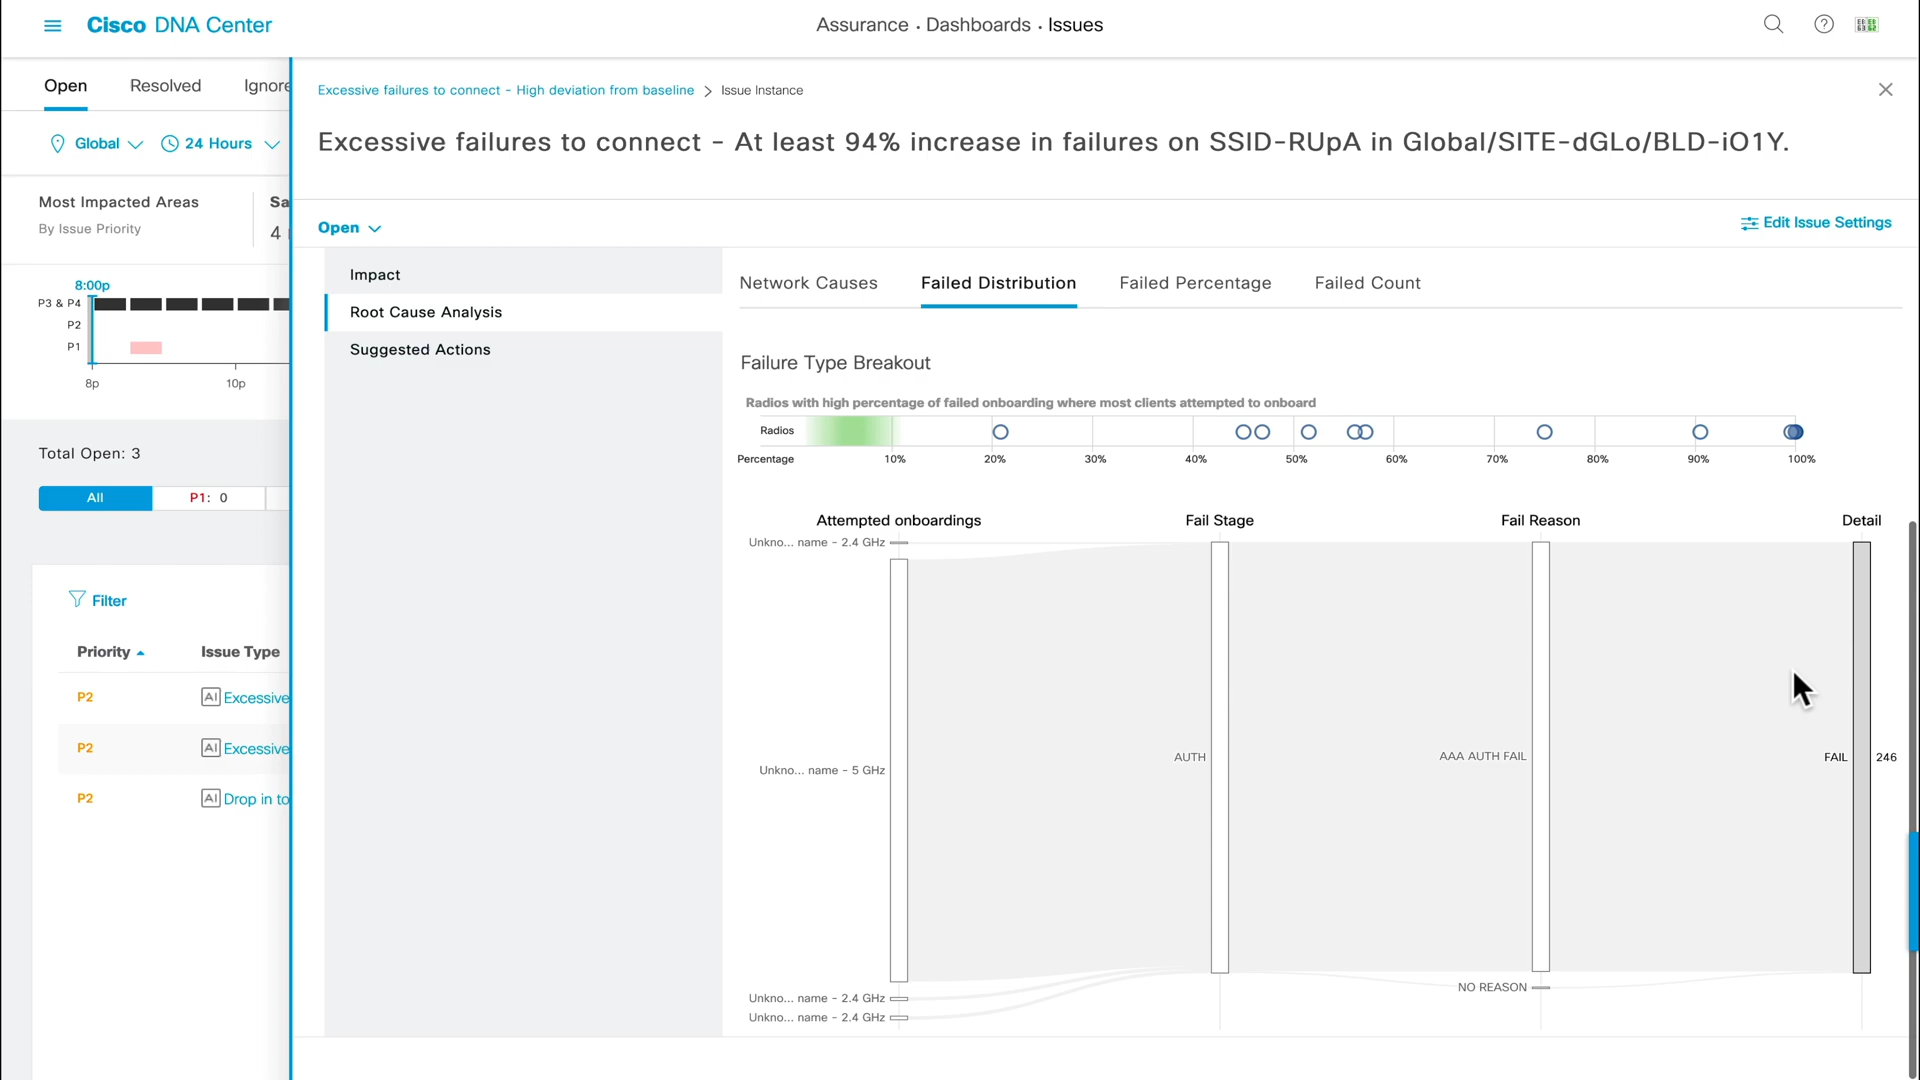 Cisco DNA Center
Assurance · Dashboards · Issues
Open Resolved Ignore
Global 24 Hours
Most Impacted Areas
By Issue Priority
Sa
4
8:00p
P3 & P4
P2
P1
8p 10p
Total Open: 3
All P1: 0
Filter
Priority Issue Type
P2 AI Excessive
P2 AI Excessive
P2 AI Drop in to
Excessive failures to connect - High deviation from baseline > Issue Instance
Excessive failures to connect - At least 94% increase in failures on SSID-RUpA in Global/SITE-dGLo/BLD-iO1Y.
Open
Edit Issue Settings
Impact
Root Cause Analysis
Suggested Actions
Network Causes Failed Distribution Failed Percentage Failed Count
Failure Type Breakout
Radios with high percentage of failed onboarding where most clients attempted to onboard
Radios
Percentage 10% 20% 30% 40% 50% 60% 70% 80% 90% 100%
Attempted onboardings Fail Stage Fail Reason Detail
Unkno... name - 2.4 GHz
Unkno... name - 5 GHz AUTH AAA AUTH FAIL FAIL 246
NO REASON
Unkno... name - 2.4 GHz
Unkno... name - 2.4 GHz